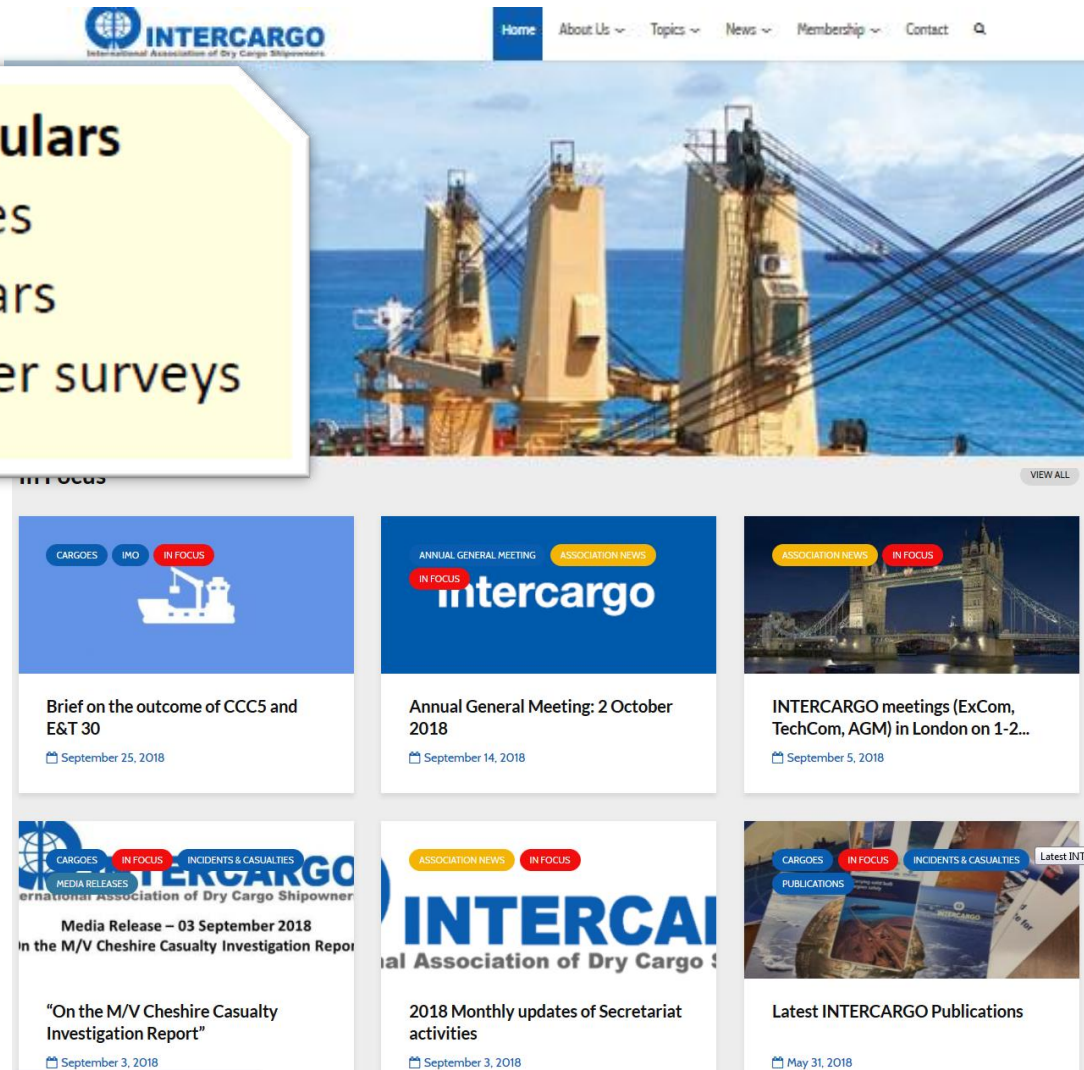 INTERCARGO
International Association of Dry Cargo Shipowners
Home About Us Topics News Membership Contact
ulars
es
ars
er surveys
In Focus
VIEW ALL
CARGOES IMO IN FOCUS
Brief on the outcome of CCC5 and
E&T 30
September 25, 2018
ANNUAL GENERAL MEETING ASSOCIATION NEWS
IN FOCUS
intercargo
Annual General Meeting: 2 October
2018
September 14, 2018
ASSOCIATION NEWS IN FOCUS
INTERCARGO meetings (ExCom,
TechCom, AGM) in London on 1-2...
September 5, 2018
CARGOES IN FOCUS INCIDENTS & CASUALTIES
MEDIA RELEASES
TERCARGO
ernational Association of Dry Cargo Shipowner
Media Release – 03 September 2018
n the M/V Cheshire Casualty Investigation Repor
"On the M/V Cheshire Casualty
Investigation Report"
September 3, 2018
ASSOCIATION NEWS IN FOCUS
INTERCA
al Association of Dry Cargo
2018 Monthly updates of Secretariat
activities
September 3, 2018
CARGOES IN FOCUS INCIDENTS & CASUALTIES
Latest INT
PUBLICATIONS
INTERCARGO
Latest INTERCARGO Publications
May 31, 2018